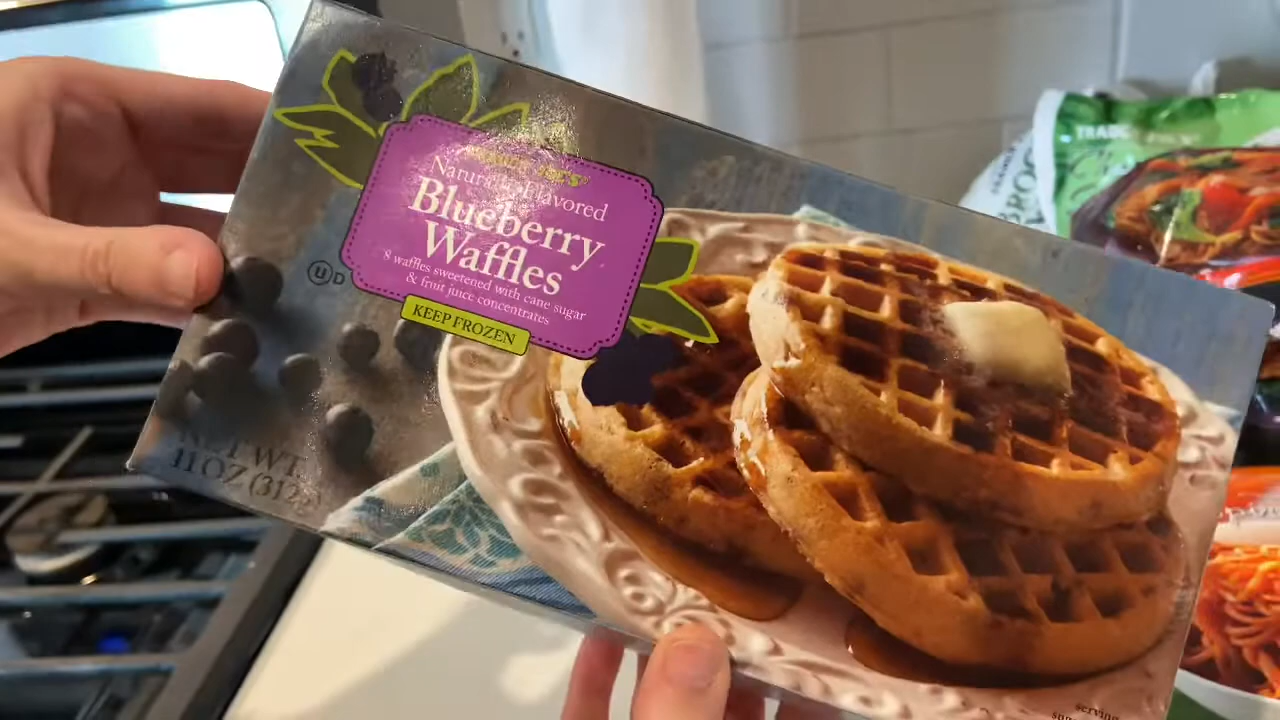 JOE'S
Naturally Flavored
Blueberry
Waffles
8 waffles sweetened with cane sugar
& fruit juice concentrates
KEEP FROZEN
U D
NET WT.
11 OZ (312g)
serving
TRADER